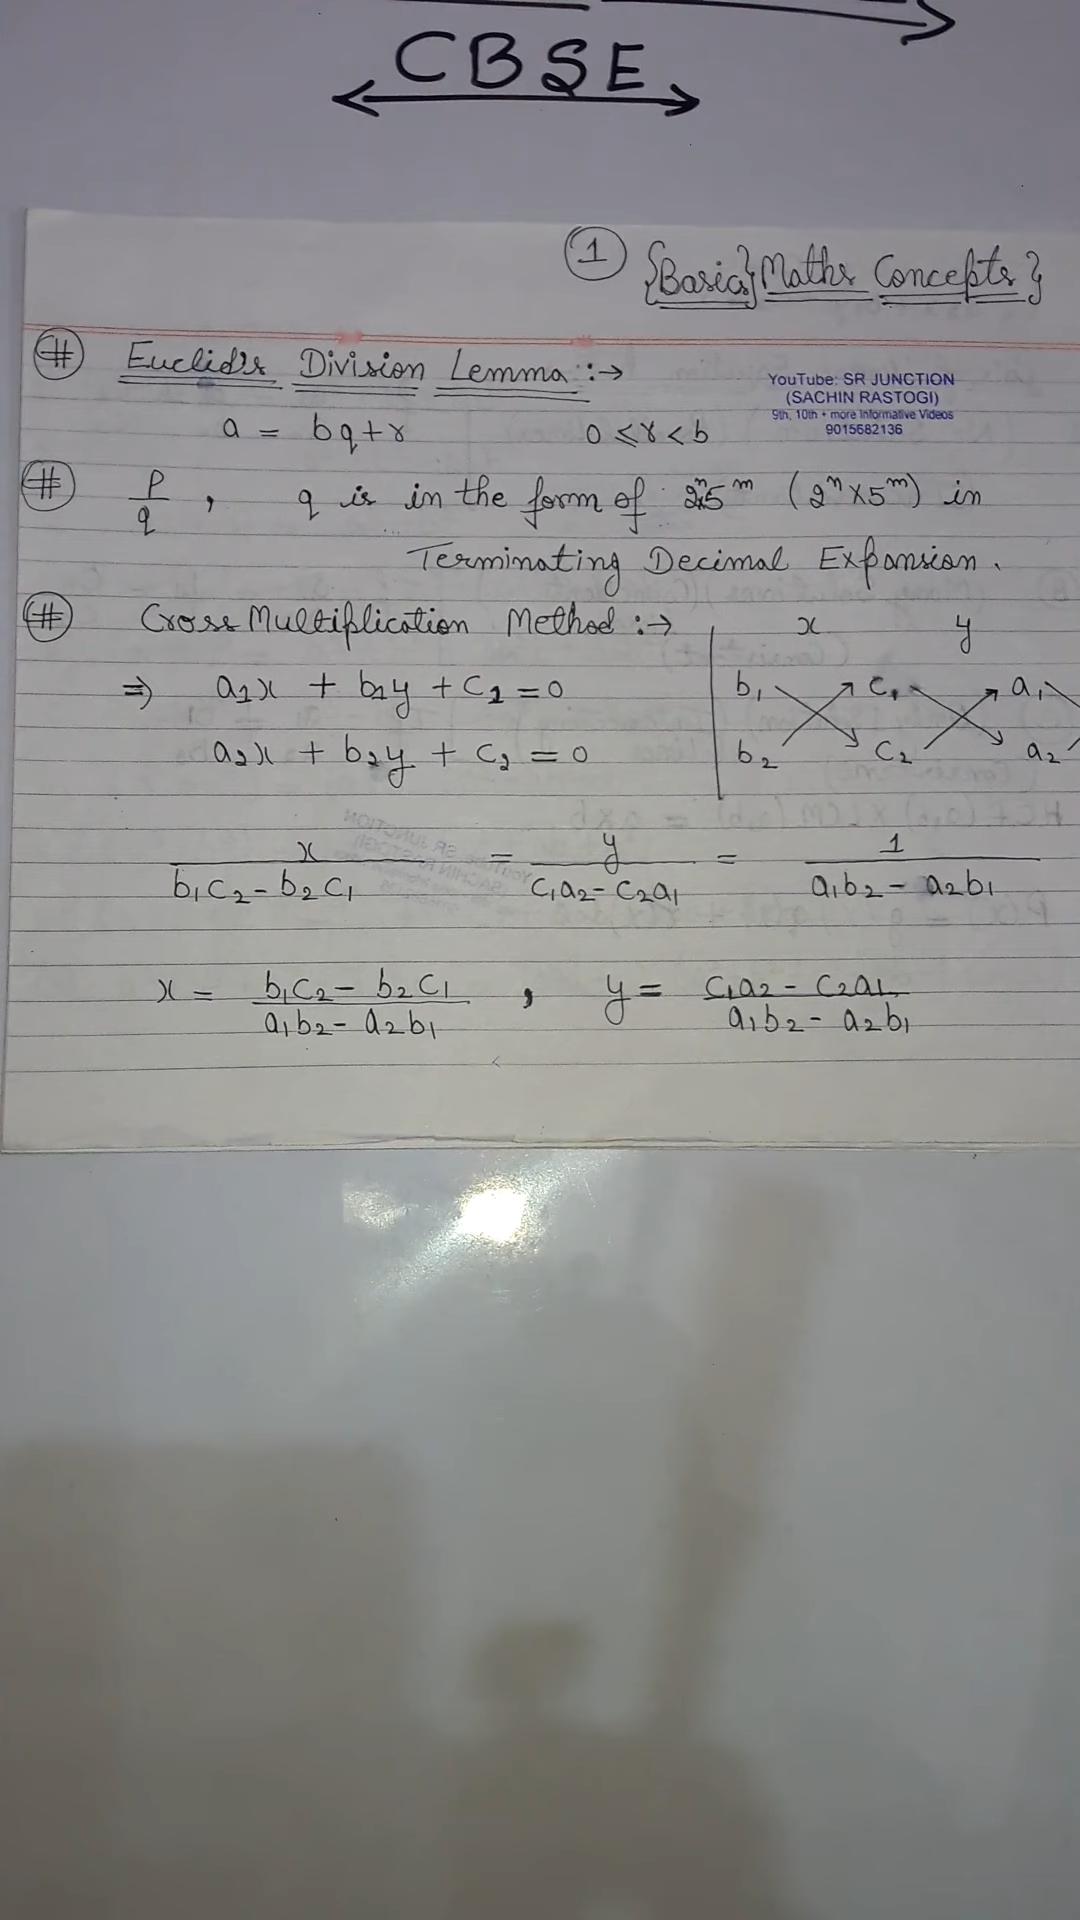 CBSE
① {Basics} Maths Concepts}
# Euclid's Division Lemma :→
YouTube: SR JUNCTION
(SACHIN RASTOGI)
9th, 10th + more Informative Videos
9015682136
a = bq+r 0 ≤ r < b
# p/q , q is in the form of 2ⁿ×5ᵐ (2ⁿ×5ᵐ) in
Terminating Decimal Expansion.
# Cross Multiplication Method :→
⇒ a₁x + b₁y + c₁ = 0
a₂x + b₂y + c₂ = 0
x y
b₁ c₁ a₁
b₂ c₂ a₂
x/(b₁c₂ - b₂c₁) = y/(c₁a₂ - c₂a₁) = 1/(a₁b₂ - a₂b₁)
x = (b₁c₂ - b₂c₁)/(a₁b₂ - a₂b₁) , y = (c₁a₂ - c₂a₁)/(a₁b₂ - a₂b₁)